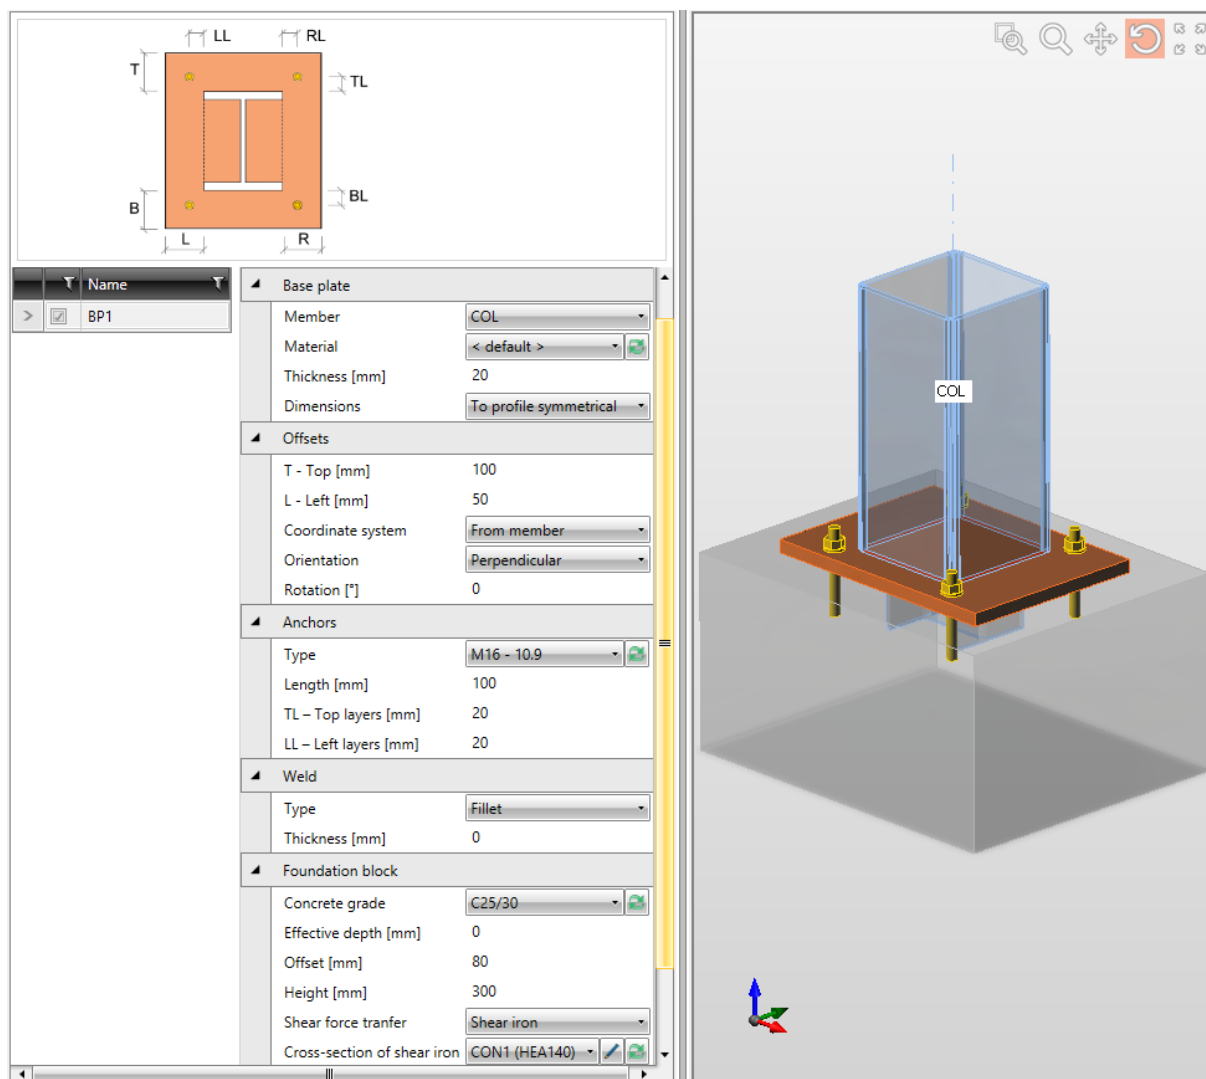 LL RL
T
TL
B
BL
L R
Name
BP1
Base plate
Member COL
Material < default >
Thickness [mm] 20
Dimensions To profile symmetrical
Offsets
T - Top [mm] 100
L - Left [mm] 50
Coordinate system From member
Orientation Perpendicular
Rotation [°] 0
Anchors
Type M16 - 10.9
Length [mm] 100
TL – Top layers [mm] 20
LL – Left layers [mm] 20
Weld
Type Fillet
Thickness [mm] 0
Foundation block
Concrete grade C25/30
Effective depth [mm] 0
Offset [mm] 80
Height [mm] 300
Shear force tranfer Shear iron
Cross-section of shear iron CON1 (HEA140)
COL